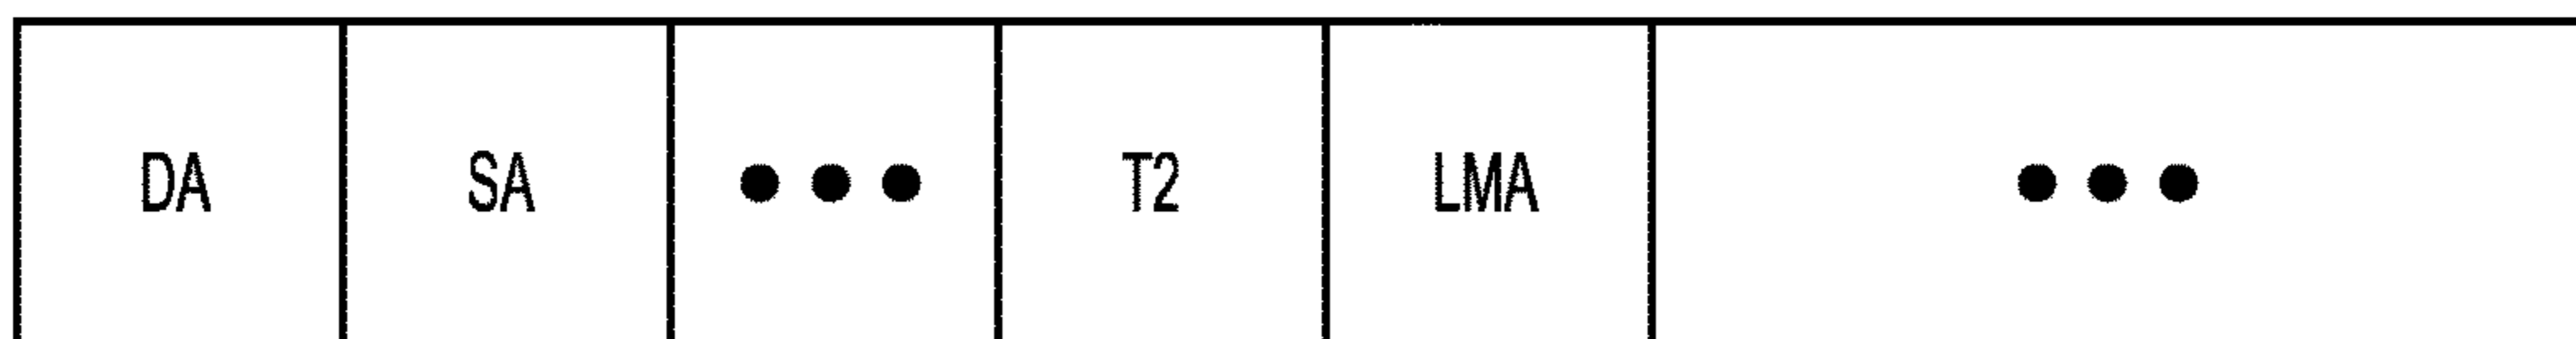 DA SA ●●● T2 LMA ●●●